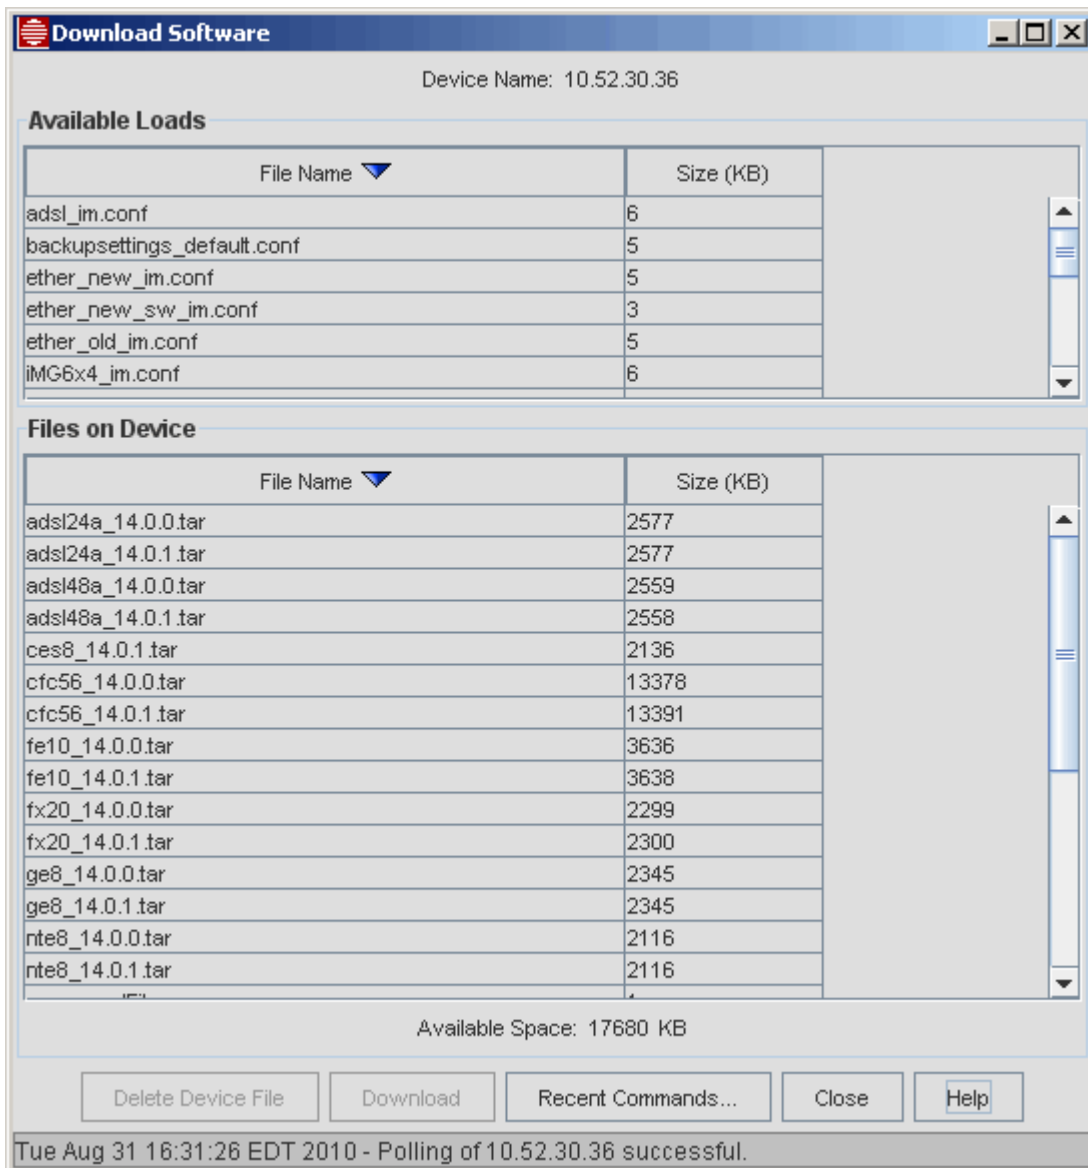 Download Software
Device Name: 10.52.30.36
Available Loads
File Name Size (KB)
adsl_im.conf 6
backupsettings_default.conf 5
ether_new_im.conf 5
ether_new_sw_im.conf 3
ether_old_im.conf 5
iMG6x4_im.conf 6
Files on Device
File Name Size (KB)
adsl24a_14.0.0.tar 2577
adsl24a_14.0.1.tar 2577
adsl48a_14.0.0.tar 2559
adsl48a_14.0.1.tar 2558
ces8_14.0.1.tar 2136
cfc56_14.0.0.tar 13378
cfc56_14.0.1.tar 13391
fe10_14.0.0.tar 3636
fe10_14.0.1.tar 3638
fx20_14.0.0.tar 2299
fx20_14.0.1.tar 2300
ge8_14.0.0.tar 2345
ge8_14.0.1.tar 2345
nte8_14.0.0.tar 2116
nte8_14.0.1.tar 2116
Available Space: 17680 KB
Delete Device File Download Recent Commands... Close Help
Tue Aug 31 16:31:26 EDT 2010 - Polling of 10.52.30.36 successful.